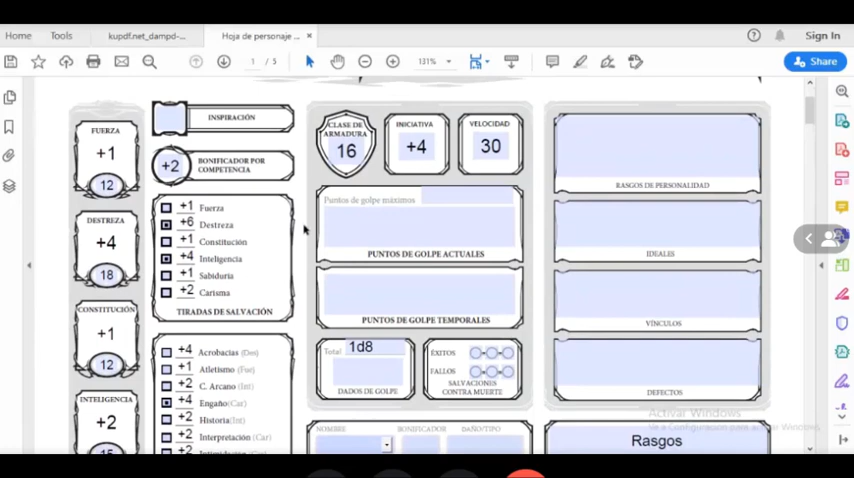 Home Tools kupdf.net_dampd-... Hoja de personaje ... × Sign In
1 / 5 131% Share
FUERZA
+1
12
DESTREZA
+4
18
CONSTITUCIÓN
+1
12
INTELIGENCIA
+2
INSPIRACIÓN
+2 BONIFICADOR POR
COMPETENCIA
+1 Fuerza
+6 Destreza
+1 Constitución
+4 Inteligencia
+1 Sabiduría
+2 Carisma
TIRADAS DE SALVACIÓN
+4 Acrobacias (Des)
+1 Atletismo (Fue)
+2 C. Arcano (Int)
+4 Engaño(Car)
+2 Historia(Int)
+2 Interpretación (Car)
CLASE DE
ARMADURA
16
INICIATIVA
+4
VELOCIDAD
30
Puntos de golpe máximos
PUNTOS DE GOLPE ACTUALES
PUNTOS DE GOLPE TEMPORALES
Total 1d8
DADOS DE GOLPE
ÉXITOS
FALLOS
SALVACIONES
CONTRA MUERTE
NOMBRE BONIFICADOR DAÑO/TIPO
RASGOS DE PERSONALIDAD
IDEALES
VÍNCULOS
DEFECTOS
Activar Windows
Ve a Configuración para activar Windows.
Rasgos